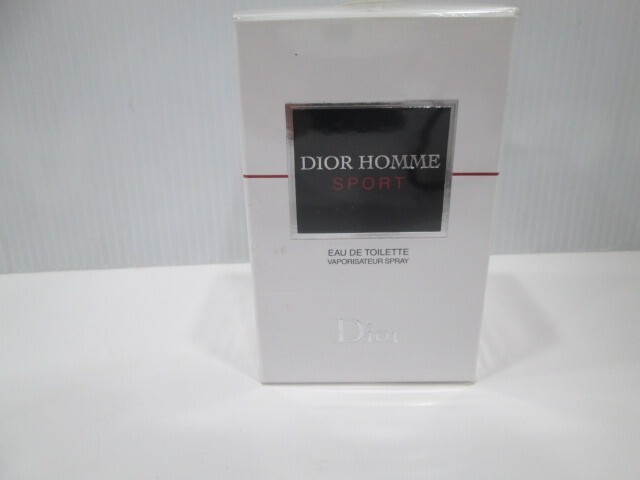 DIOR HOMME
SPORT
EAU DE TOILETTE
VAPORISATEUR SPRAY
Dior